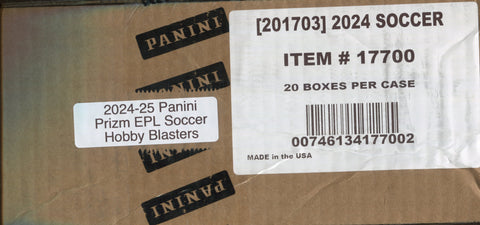 PANINI
[201703] 2024 SOCCER
ITEM # 17700
20 BOXES PER CASE
00746134177002
MADE in the USA
2024-25 Panini
Prizm EPL Soccer
Hobby Blasters
PANINI